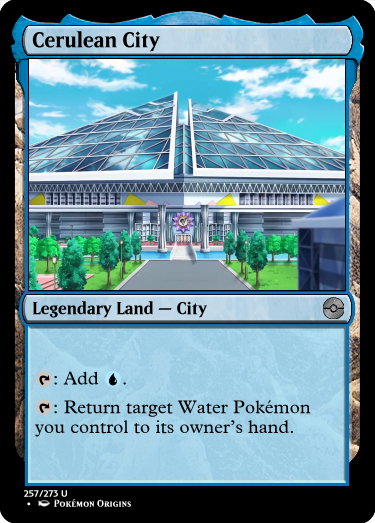 Cerulean City
Legendary Land — City
: Add .
: Return target Water Pokémon
you control to its owner's hand.
257/273 U
• Pokémon Origins